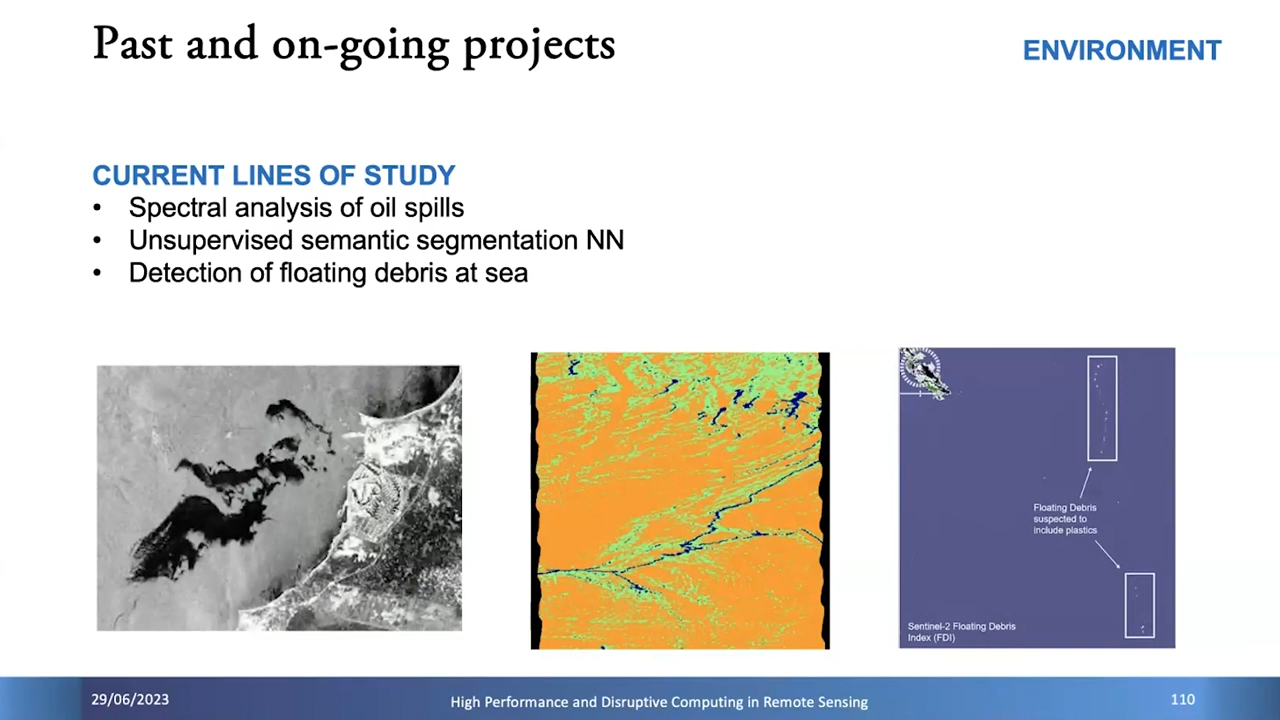 Past and on-going projects
ENVIRONMENT
CURRENT LINES OF STUDY
• Spectral analysis of oil spills
• Unsupervised semantic segmentation NN
• Detection of floating debris at sea
Floating Debris
suspected to
include plastics
Sentinel-2 Floating Debris
Index (FDI)
29/06/2023
High Performance and Disruptive Computing in Remote Sensing
110